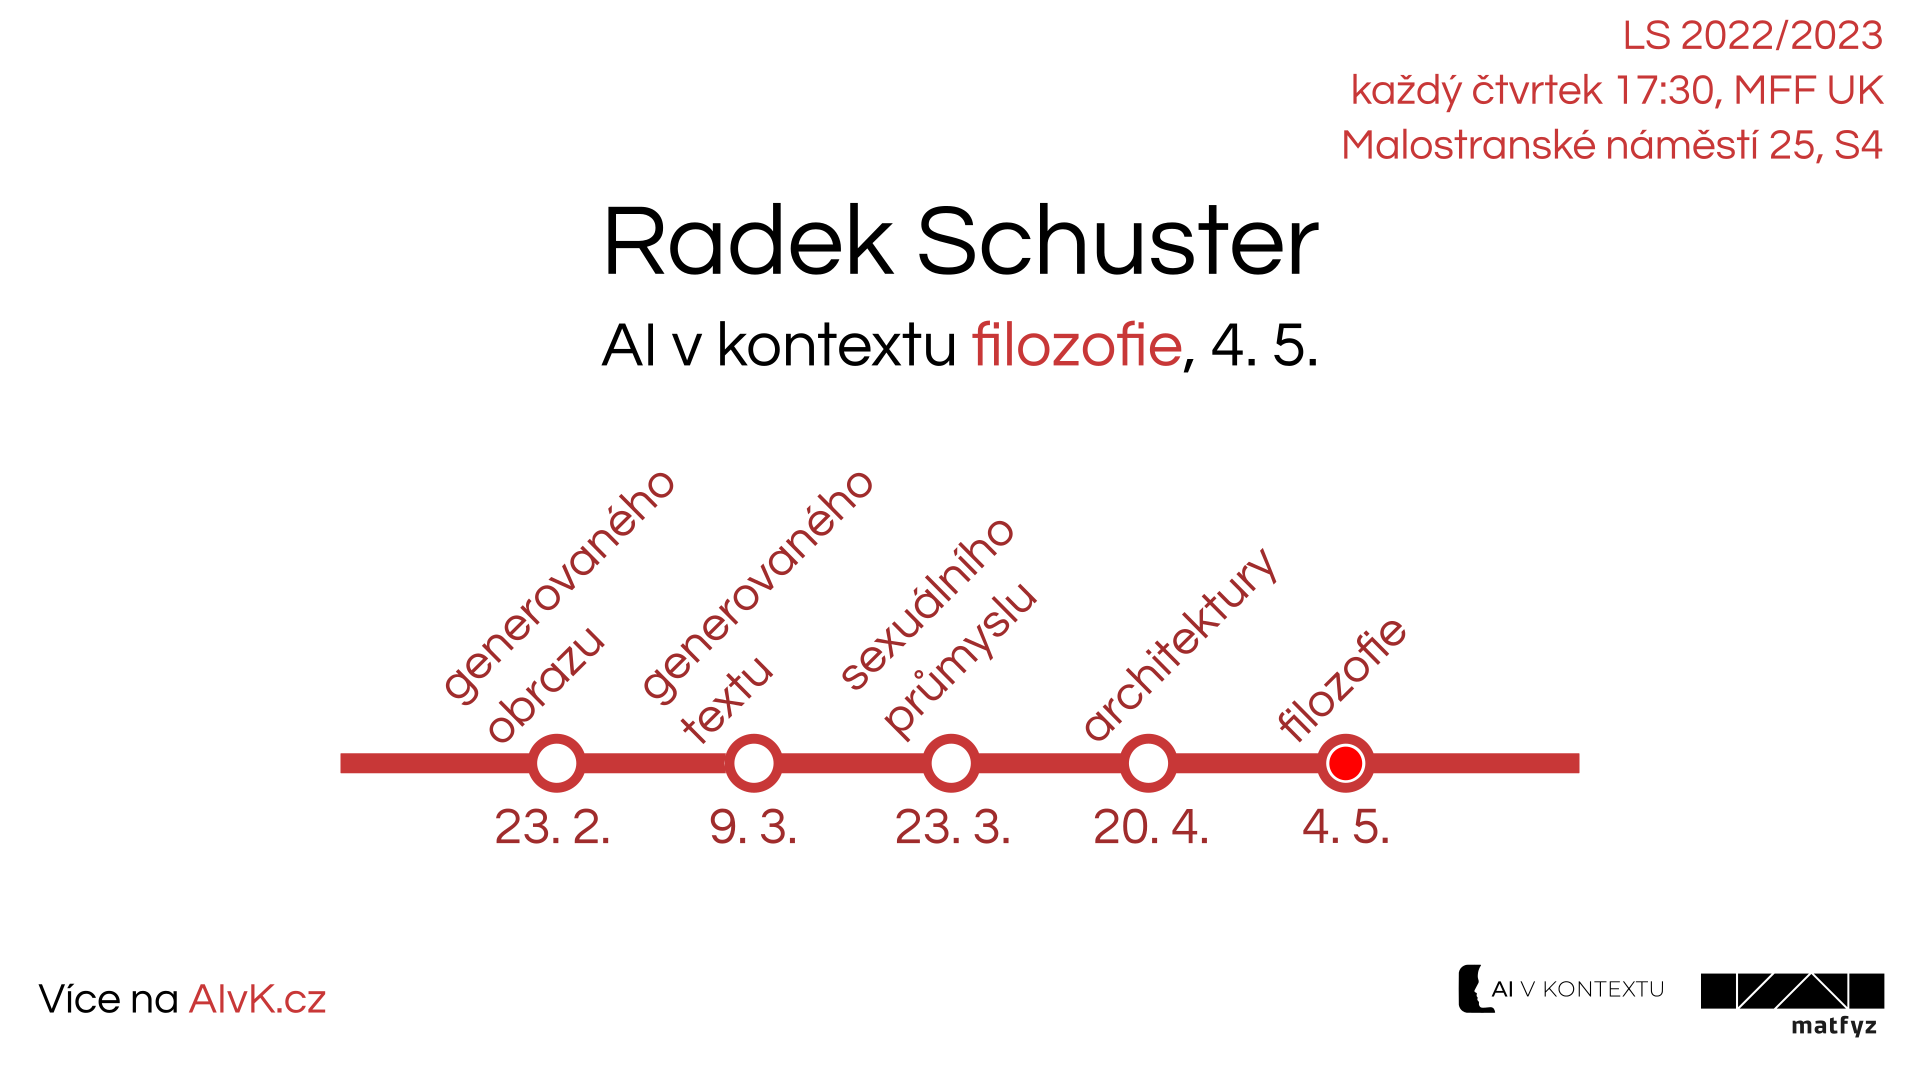 LS 2022/2023
každý čtvrtek 17:30, MFF UK
Malostranské náměstí 25, S4
Radek Schuster
AI v kontextu filozofie, 4. 5.
generovaného
obrazu
generovaného
textu
sexuálního
průmyslu
architektury
filozofie
23. 2.
9. 3.
23. 3.
20. 4.
4. 5.
Více na AIvK.cz
AI V KONTEXTU
matfyz